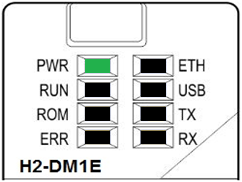 PWR ETH
RUN USB
ROM TX
ERR RX
H2-DM1E